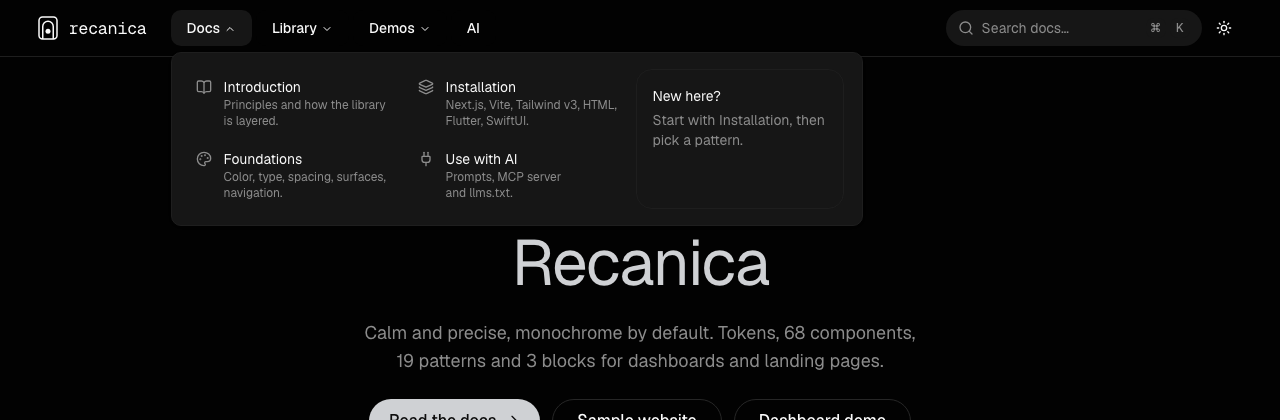 recanica
Docs
Library
Demos
AI
Search docs...
⌘ K
Introduction
Principles and how the library
is layered.
Installation
Next.js, Vite, Tailwind v3, HTML,
Flutter, SwiftUI.
Foundations
Color, type, spacing, surfaces,
navigation.
Use with AI
Prompts, MCP server
and llms.txt.
New here?
Start with Installation, then
pick a pattern.
Recanica
Calm and precise, monochrome by default. Tokens, 68 components,
19 patterns and 3 blocks for dashboards and landing pages.
Read the docs
Sample website
Dashboard demo